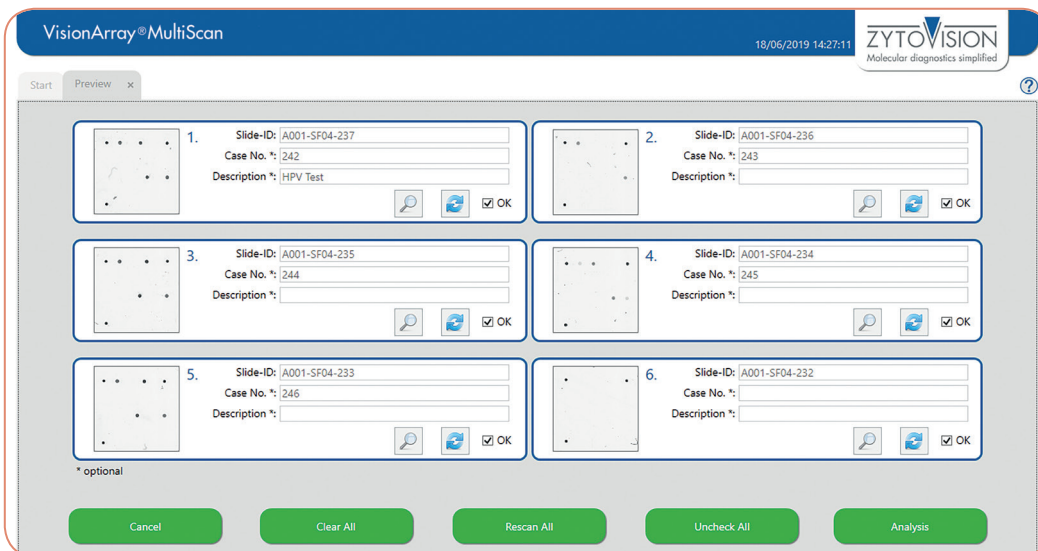 VisionArray®MultiScan
18/06/2019 14:27:11
ZYTOVISION
Molecular diagnostics simplified
Start
Preview x
?
1.
Slide-ID: A001-SF04-237
Case No. *: 242
Description *: HPV Test
OK
2.
Slide-ID: A001-SF04-236
Case No. *: 243
Description *:
OK
3.
Slide-ID: A001-SF04-235
Case No. *: 244
Description *:
OK
4.
Slide-ID: A001-SF04-234
Case No. *: 245
Description *:
OK
5.
Slide-ID: A001-SF04-233
Case No. *: 246
Description *:
OK
6.
Slide-ID: A001-SF04-232
Case No. *:
Description *:
OK
* optional
Cancel
Clear All
Rescan All
Uncheck All
Analysis